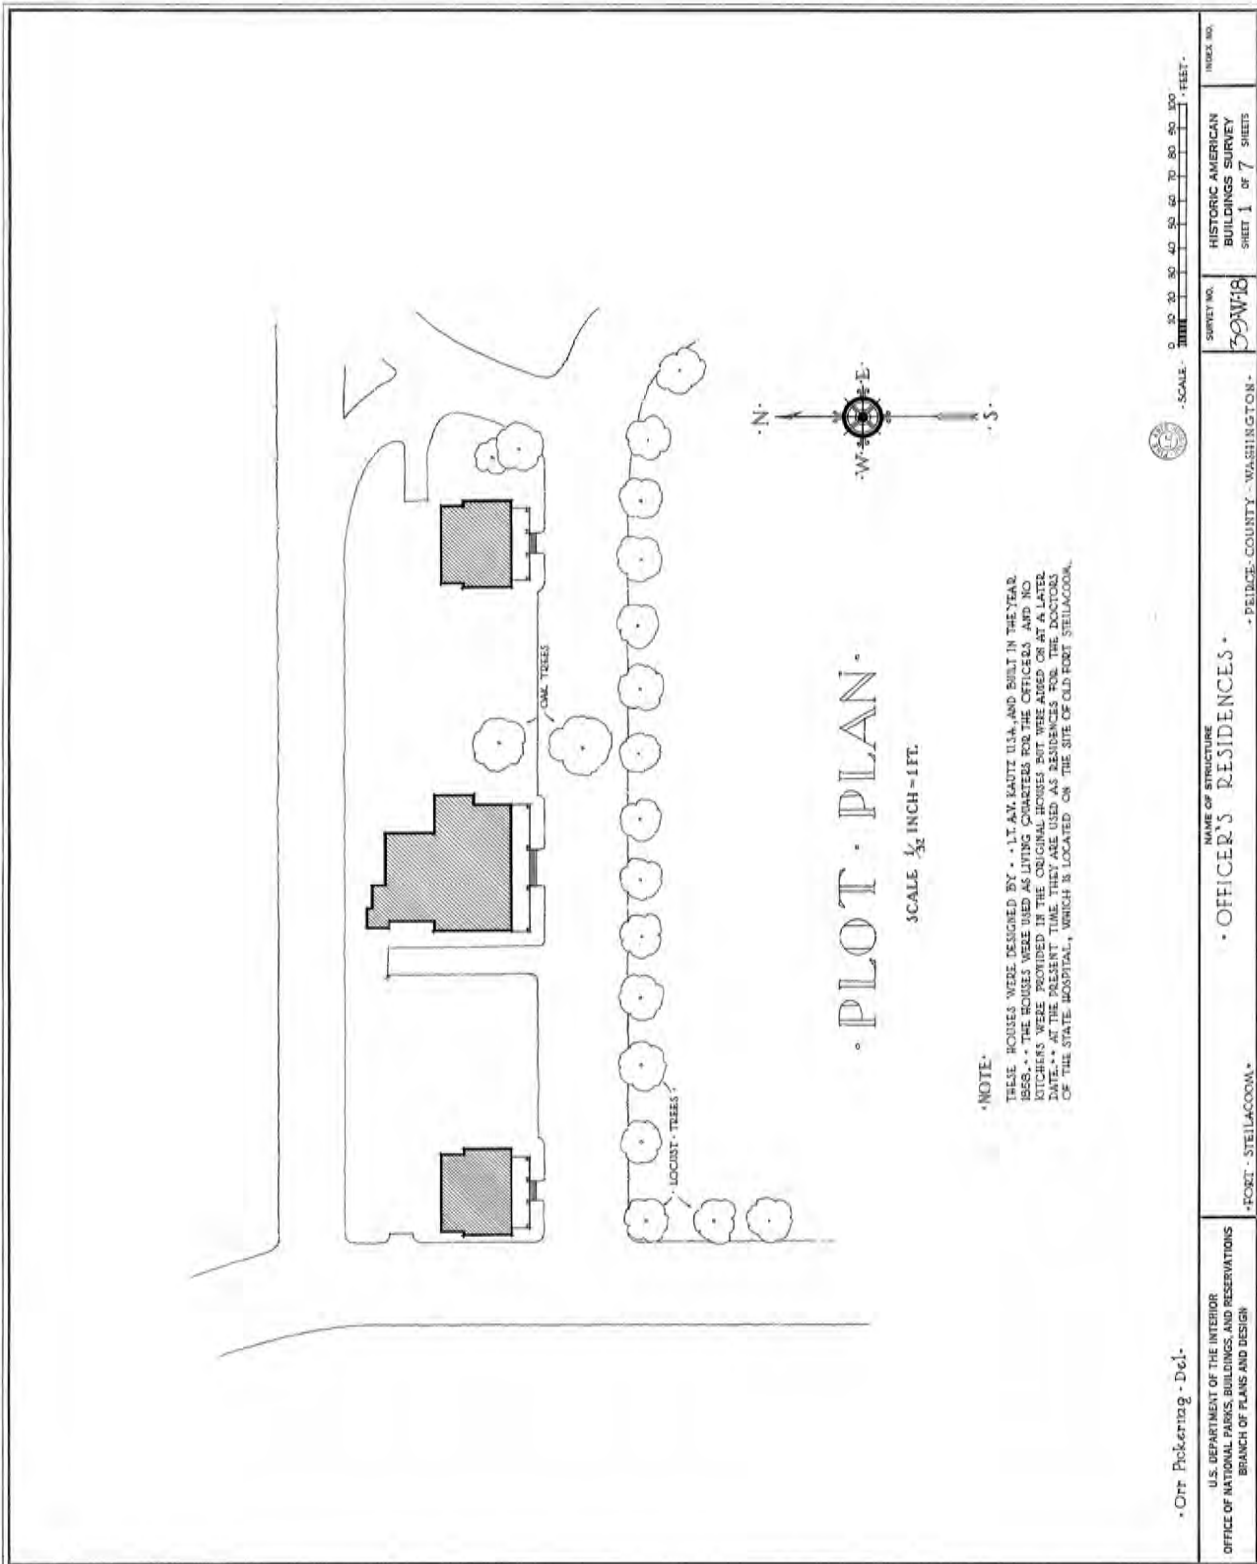 OAK TREES
LOCUST - TREES
· N ·
· W ·
· E ·
· S ·
· PLOT · PLAN ·
SCALE 1/32 INCH = 1 FT.
· NOTE ·
THESE HOUSES WERE DESIGNED BY · · LT. A.V. KAUTZ U.S.A., AND BUILT IN THE YEAR
1858. · · THE HOUSES WERE USED AS LIVING QUARTERS FOR THE OFFICERS AND NO
KITCHENS WERE PROVIDED IN THE ORIGINAL HOUSES BUT WERE ADDED ON AT A LATER
DATE. · · AT THE PRESENT TIME THEY ARE USED AS RESIDENCES FOR THE DOCTORS
OF THE STATE HOSPITAL, WHICH IS LOCATED ON THE SITE OF OLD FORT STEILACOOM.
· Orr Pickering - Del ·
· SCALE · 0 10 20 30 40 50 60 70 80 90 100 · FEET ·
U.S. DEPARTMENT OF THE INTERIOR
OFFICE OF NATIONAL PARKS, BUILDINGS, AND RESERVATIONS
BRANCH OF PLANS AND DESIGN
NAME OF STRUCTURE
· OFFICER'S RESIDENCES ·
· FORT - STEILACOOM ·
· PEIRCE - COUNTY - WASHINGTON ·
SURVEY NO.
39-W-18
HISTORIC AMERICAN
BUILDINGS SURVEY
SHEET 1 OF 7 SHEETS
INDEX NO.